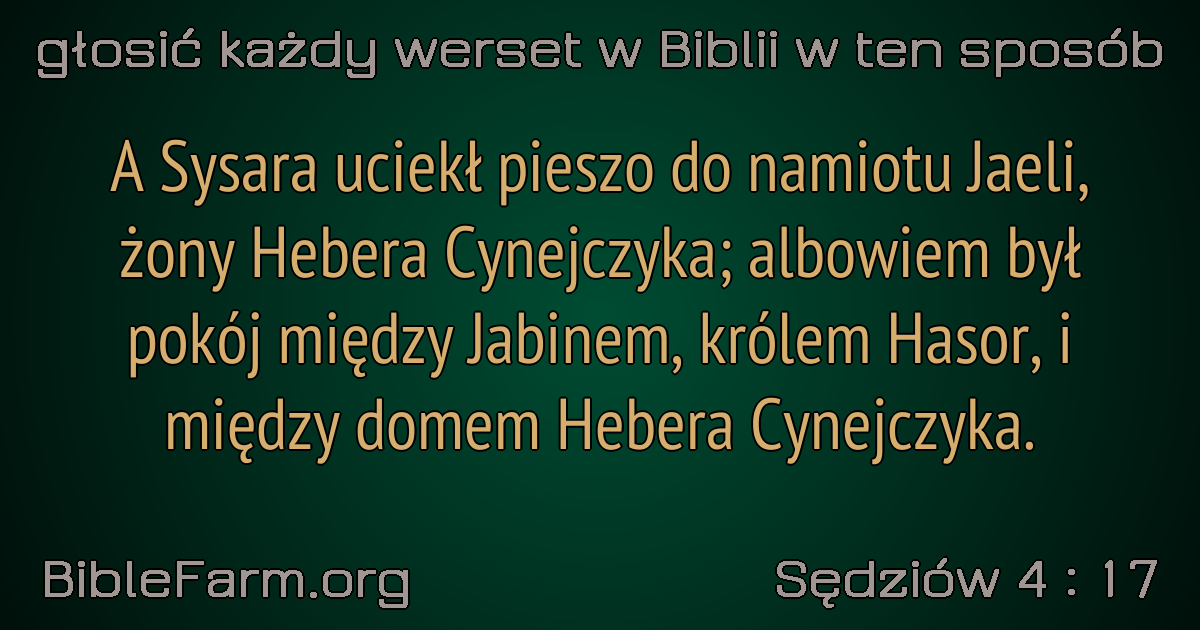 głosić każdy werset w Biblii w ten sposób
A Sysara uciekł pieszo do namiotu Jaeli,
żony Hebera Cynejczyka; albowiem był
pokój między Jabinem, królem Hasor, i
między domem Hebera Cynejczyka.
BibleFarm.org
Sędziów 4 : 17